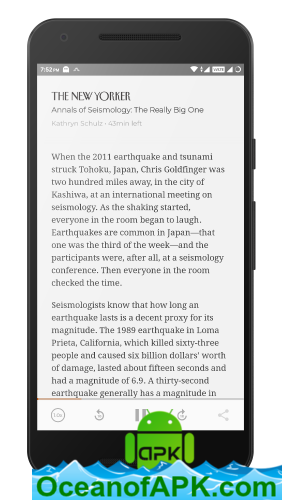 7:52 PM
VoLTE
THE NEW YORKER
Annals of Seismology: The Really Big One
Kathryn Schulz • 43min left
When the 2011 earthquake and tsunami
struck Tohoku, Japan, Chris Goldfinger was
two hundred miles away, in the city of
Kashiwa, at an international meeting on
seismology. As the shaking started,
everyone in the room began to laugh.
Earthquakes are common in Japan—that
one was the third of the week—and the
participants were, after all, at a seismology
conference. Then everyone in the room
checked the time.
Seismologists know that how long an
earthquake lasts is a decent proxy for its
magnitude. The 1989 earthquake in Loma
Prieta, California, which killed sixty-three
people and caused six billion dollars' worth
of damage, lasted about fifteen seconds and
had a magnitude of 6.9. A thirty-second
earthquake generally has a magnitude in
APK
OceanofAPK.com